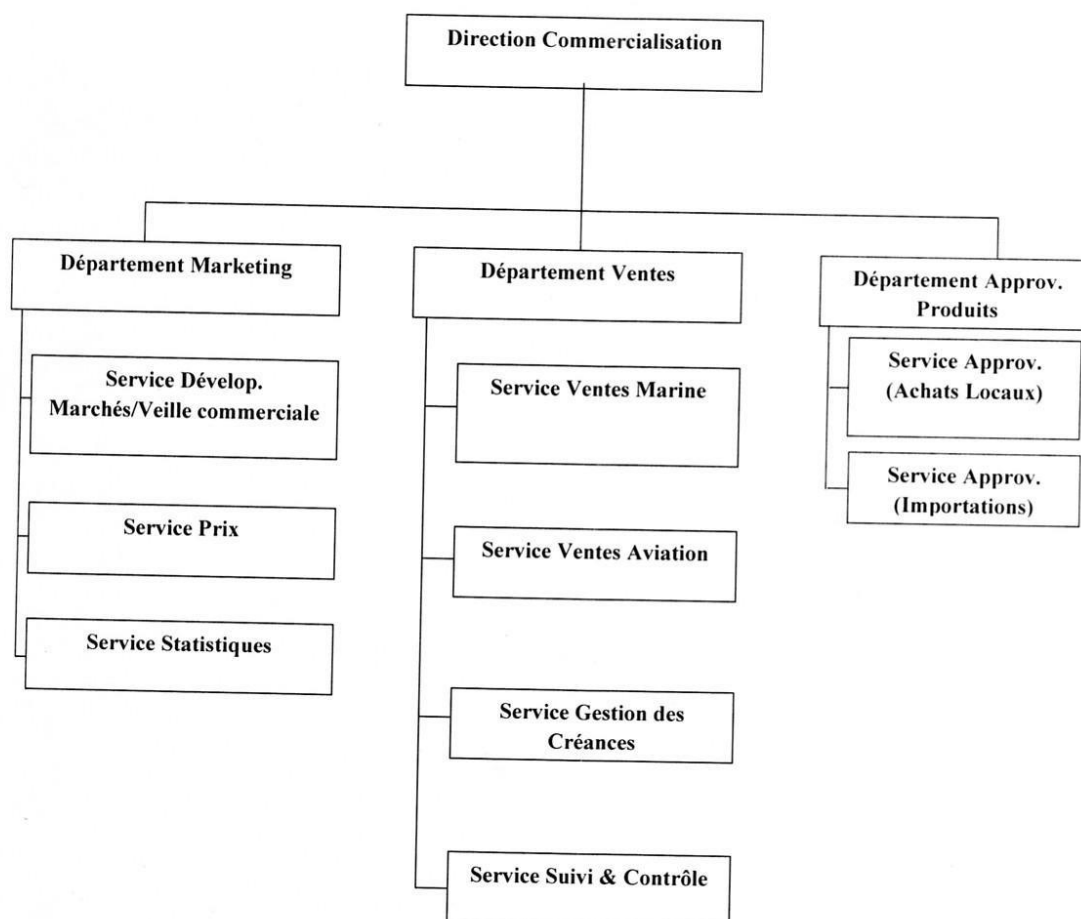 Direction Commercialisation
Département Marketing
Service Dévelop.
Marchés/Veille commerciale
Service Prix
Service Statistiques
Département Ventes
Service Ventes Marine
Service Ventes Aviation
Service Gestion des
Créances
Service Suivi & Contrôle
Département Approv.
Produits
Service Approv.
(Achats Locaux)
Service Approv.
(Importations)